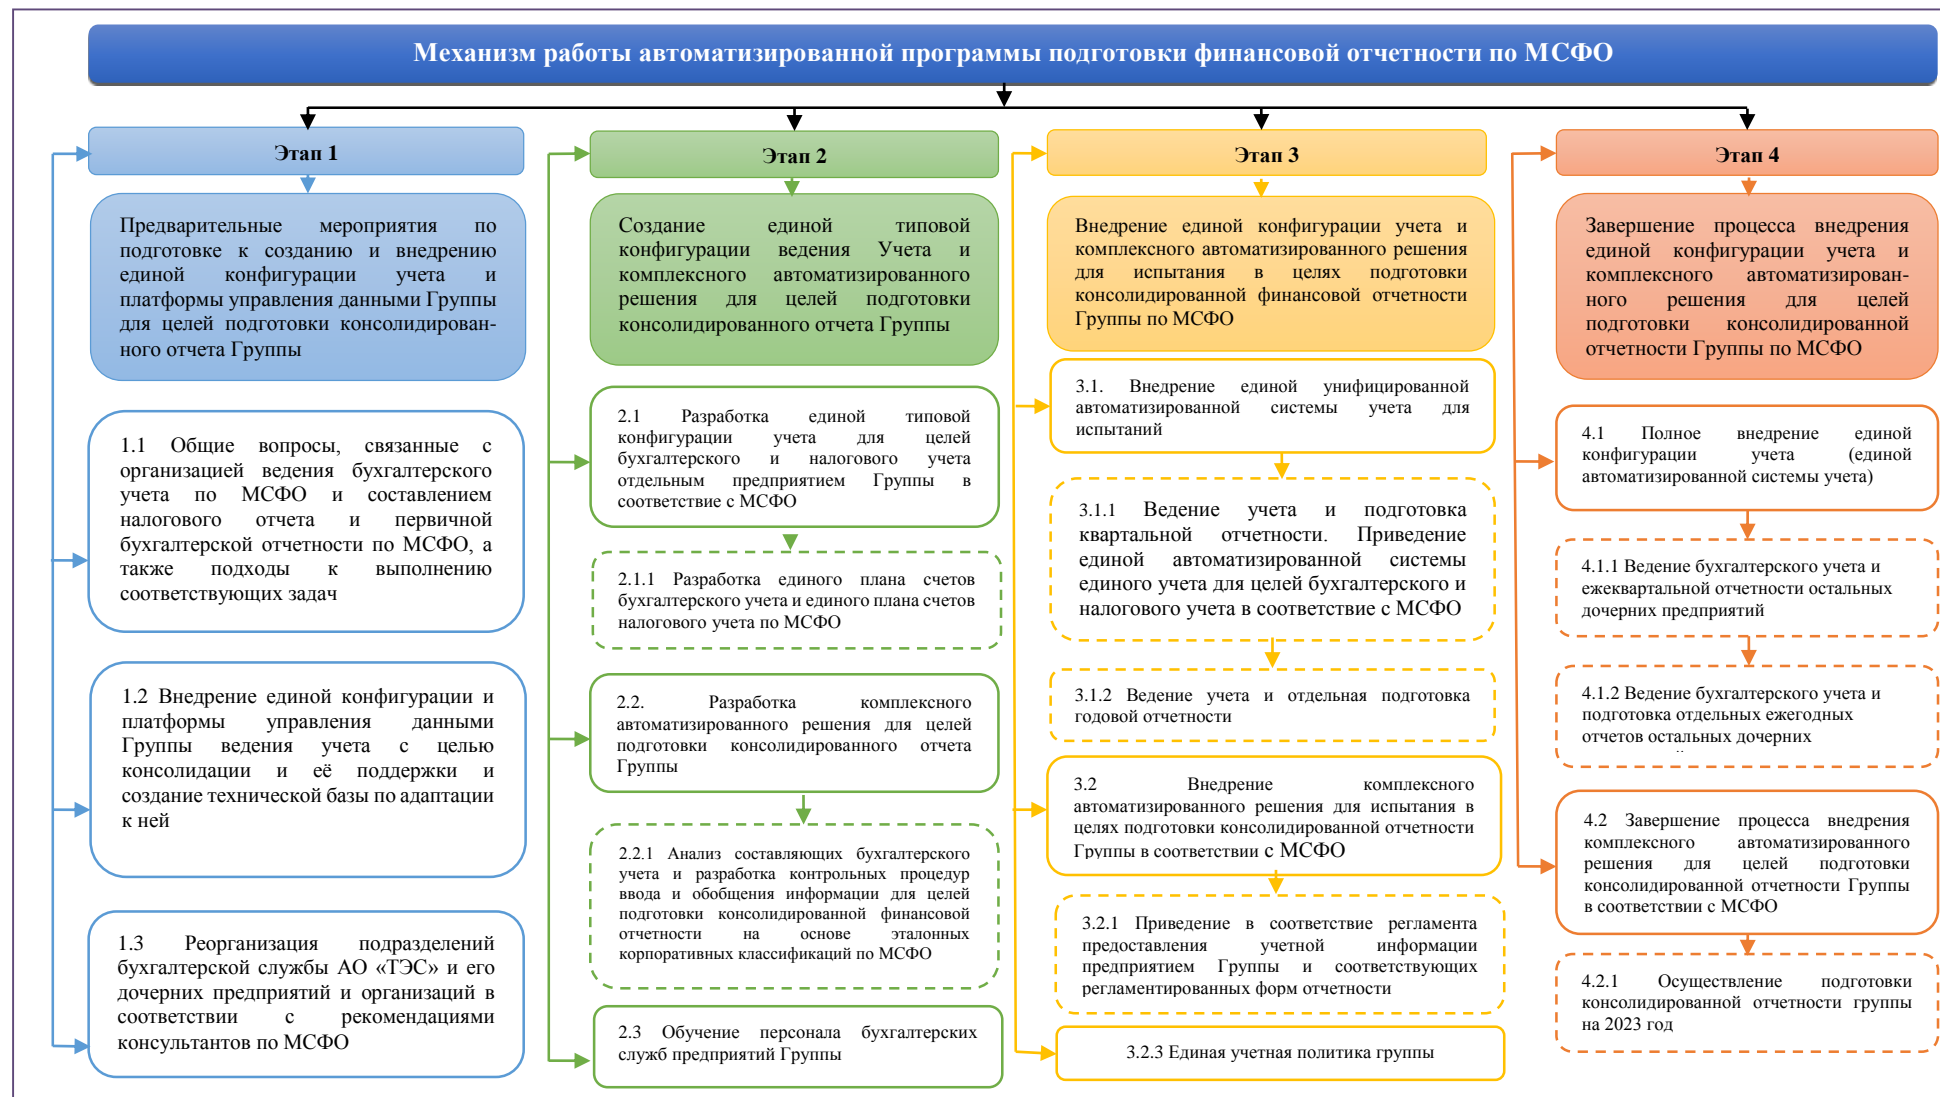 Механизм работы автоматизированной программы подготовки финансовой отчетности по МСФО
Этап 1
Предварительные мероприятия по
подготовке к созданию и внедрению
единой конфигурации учета и
платформы управления данными Группы
для целей подготовки консолидирован-
ного отчета Группы
1.1 Общие вопросы, связанные с
организацией ведения бухгалтерского
учета по МСФО и составлением
налогового отчета и первичной
бухгалтерской отчетности по МСФО, а
также подходы к выполнению
соответствующих задач
1.2 Внедрение единой конфигурации и
платформы управления данными
Группы ведения учета с целью
консолидации и её поддержки и
создание технической базы по адаптации
к ней
1.3 Реорганизация подразделений
бухгалтерской службы АО «ТЭС» и его
дочерних предприятий и организаций в
соответствии с рекомендациями
консультантов по МСФО
Этап 2
Создание единой типовой
конфигурации ведения Учета и
комплексного автоматизированного
решения для целей подготовки
консолидированного отчета Группы
2.1 Разработка единой типовой
конфигурации учета для целей
бухгалтерского и налогового учета
отдельным предприятием Группы в
соответствие с МСФО
2.1.1 Разработка единого плана счетов
бухгалтерского учета и единого плана счетов
налогового учета по МСФО
2.2. Разработка комплексного
автоматизированного решения для целей
подготовки консолидированного отчета
Группы
2.2.1 Анализ составляющих бухгалтерского
учета и разработка контрольных процедур
ввода и обобщения информации для целей
подготовки консолидированной финансовой
отчетности на основе эталонных
корпоративных классификаций по МСФО
2.3 Обучение персонала бухгалтерских
служб предприятий Группы
Этап 3
Внедрение единой конфигурации учета и
комплексного автоматизированного решения
для испытания в целях подготовки
консолидированной финансовой отчетности
Группы по МСФО
3.1. Внедрение единой унифицированной
автоматизированной системы учета для
испытаний
3.1.1 Ведение учета и подготовка
квартальной отчетности. Приведение
единой автоматизированной системы
единого учета для целей бухгалтерского и
налогового учета в соответствие с МСФО
3.1.2 Ведение учета и отдельная подготовка
годовой отчетности
3.2 Внедрение комплексного
автоматизированного решения для испытания в
целях подготовки консолидированной отчетности
Группы в соответствии с МСФО
3.2.1 Приведение в соответствие регламента
предоставления учетной информации
предприятием Группы и соответствующих
регламентированных форм отчетности
3.2.3 Единая учетная политика группы
Этап 4
Завершение процесса внедрения
единой конфигурации учета и
комплексного автоматизирован-
ного решения для целей
подготовки консолидированной
отчетности Группы по МСФО
4.1 Полное внедрение единой
конфигурации учета (единой
автоматизированной системы учета)
4.1.1 Ведение бухгалтерского учета и
ежеквартальной отчетности остальных
дочерних предприятий
4.1.2 Ведение бухгалтерского учета и
подготовка отдельных ежегодных
отчетов остальных дочерних
4.2 Завершение процесса внедрения
комплексного автоматизированного
решения для целей подготовки
консолидированной отчетности Группы
в соответствии с МСФО
4.2.1 Осуществление подготовки
консолидированной отчетности группы
на 2023 год